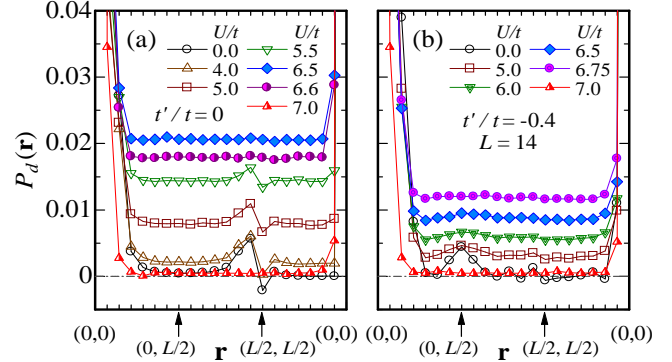 0.04
0.03
0.02
0.01
0
P_d(r)
(a)
U/t U/t
0.0 5.5
4.0 6.5
5.0 6.6
7.0
t'/t = 0
(b)
U/t U/t
0.0 6.5
5.0 6.75
6.0 7.0
t'/t = -0.4
L = 14
(0,0) (0,0) (0,0) (0,0)
(0, L/2) r (L/2, L/2) (0, L/2) r (L/2, L/2)